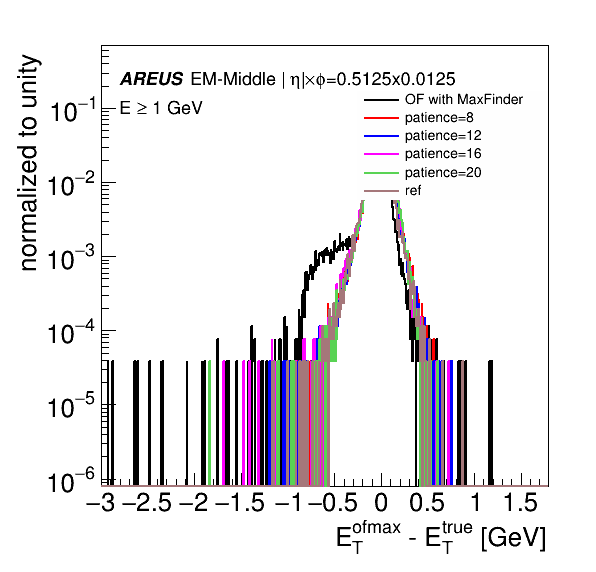 AREUS EM-Middle | η|×ϕ=0.5125x0.0125
E ≥ 1 GeV
OF with MaxFinder
patience=8
patience=12
patience=16
patience=20
ref
normalized to unity
10⁻¹
10⁻²
10⁻³
10⁻⁴
10⁻⁵
10⁻⁶
−3 −2.5 −2 −1.5 −1 −0.5 0 0.5 1 1.5
E_T^ofmax - E_T^true [GeV]